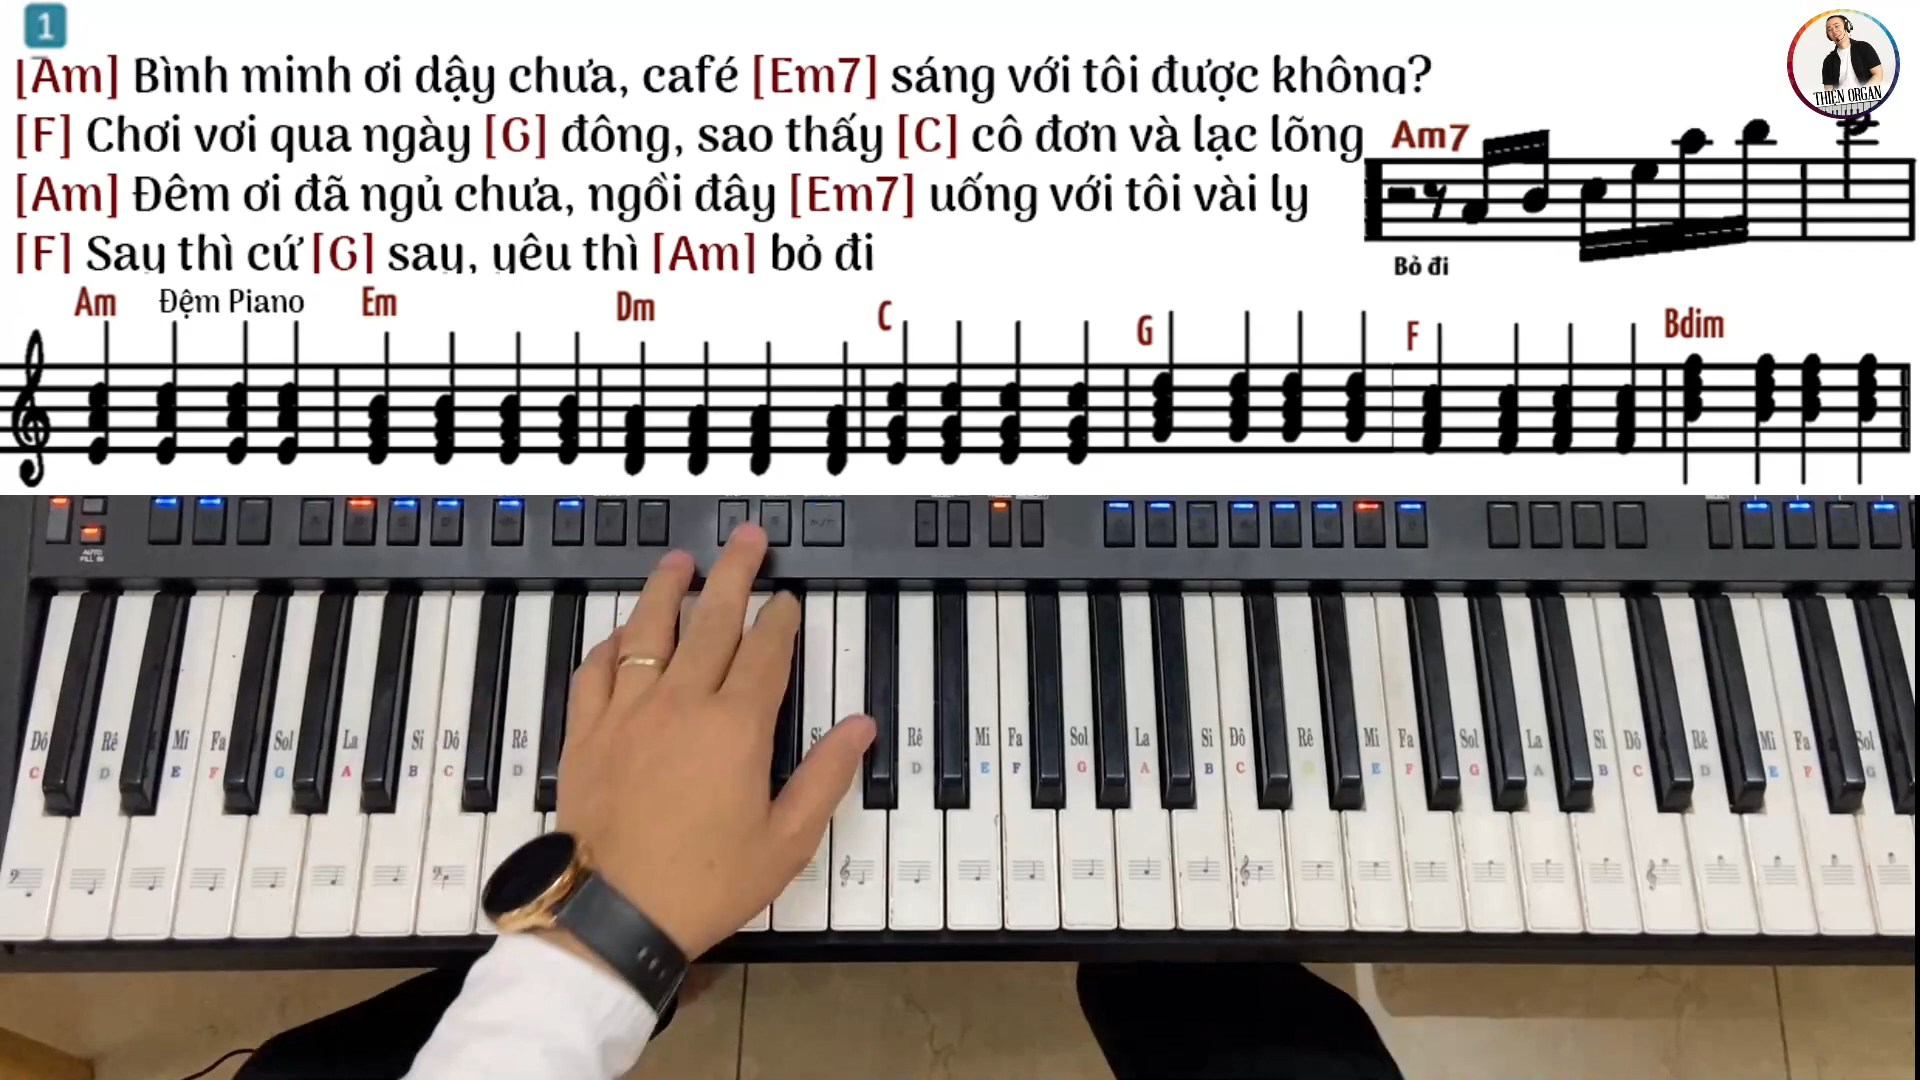 1
THIỆN ORGAN
[Am] Bình minh ơi dậy chưa, café [Em7] sáng với tôi được không?
[F] Chơi vơi qua ngày [G] đông, sao thấy [C] cô đơn và lạc lõng
[Am] Đêm ơi đã ngủ chưa, ngồi đây [Em7] uống với tôi vài ly
[F] Say thì cứ [G] say, yêu thì [Am] bỏ đi
Am7
Bỏ đi
Am Đệm Piano Em Dm C G F Bdim
AUTO
FILL IN
Đô Rê Mi Fa Sol La Si Đô Rê Rê Mi Fa Sol La Si Đô Rê Mi Fa Sol La Si Đô Rê Mi Fa Sol
C D E F G A B C D D E F G A B C D E F G A B C D E F G